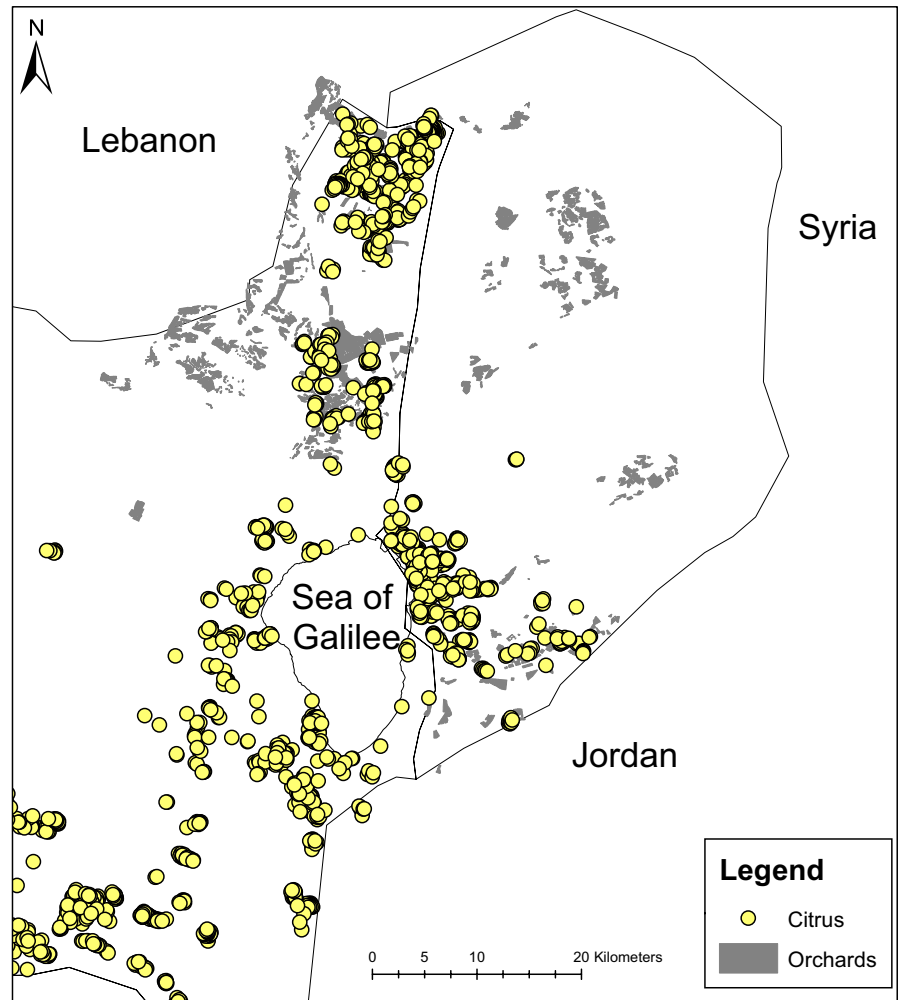 N
Lebanon
Syria
Sea of
Galilee
Jordan
Legend
Citrus
Orchards
0 5 10 20 Kilometers